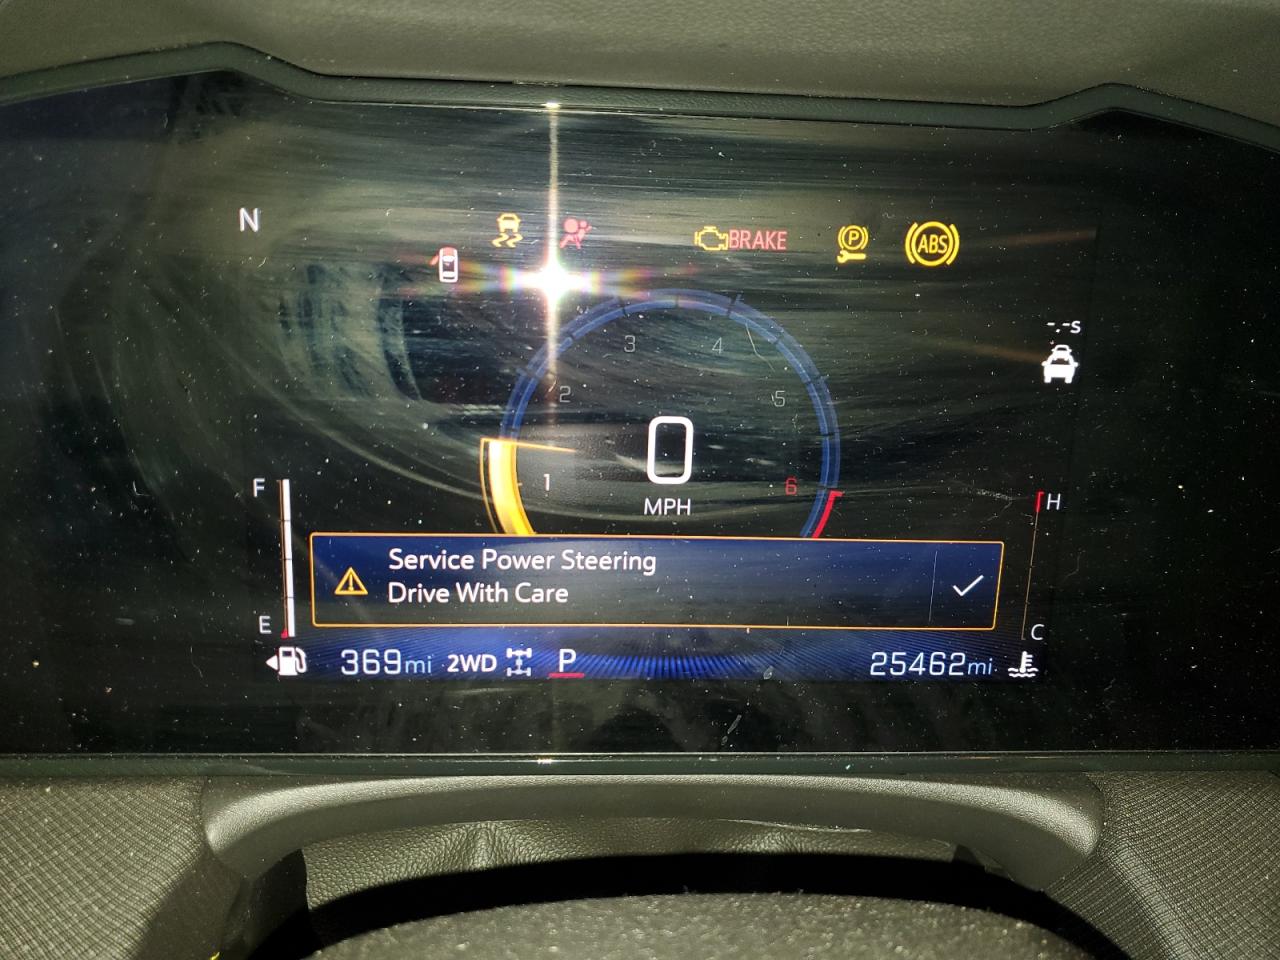 N
BRAKE
P
ABS
-.-s
3
4
2
5
0
1
6
MPH
F
H
Service Power Steering
Drive With Care
E
C
369mi 2WD P 25462mi